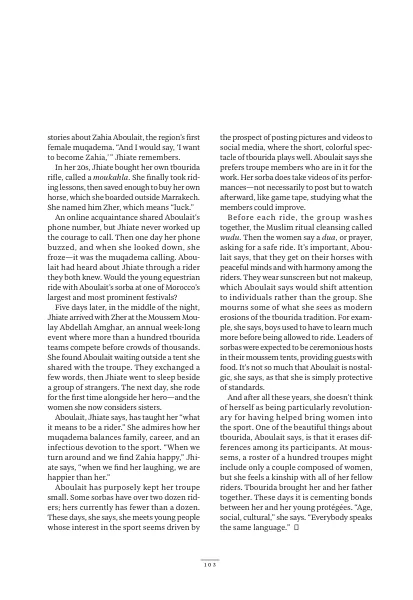 stories about Zahia Aboulait, the region's first
female muqadema. "And I would say, 'I want
to become Zahia,'" Jhiate remembers.
In her 20s, Jhiate bought her own tbourida
rifle, called a moukahla. She finally took rid-
ing lessons, then saved enough to buy her own
horse, which she boarded outside Marrakech.
She named him Zher, which means "luck."
An online acquaintance shared Aboulait's
phone number, but Jhiate never worked up
the courage to call. Then one day her phone
buzzed, and when she looked down, she
froze—it was the muqadema calling. Abou-
lait had heard about Jhiate through a rider
they both knew. Would the young equestrian
ride with Aboulait's sorba at one of Morocco's
largest and most prominent festivals?
Five days later, in the middle of the night,
Jhiate arrived with Zher at the Moussem Mou-
lay Abdellah Amghar, an annual week-long
event where more than a hundred tbourida
teams compete before crowds of thousands.
She found Aboulait waiting outside a tent she
shared with the troupe. They exchanged a
few words, then Jhiate went to sleep beside
a group of strangers. The next day, she rode
for the first time alongside her hero—and the
women she now considers sisters.
Aboulait, Jhiate says, has taught her "what
it means to be a rider." She admires how her
muqadema balances family, career, and an
infectious devotion to the sport. "When we
turn around and we find Zahia happy," Jhi-
ate says, "when we find her laughing, we are
happier than her."
Aboulait has purposely kept her troupe
small. Some sorbas have over two dozen rid-
ers; hers currently has fewer than a dozen.
These days, she says, she meets young people
whose interest in the sport seems driven by
the prospect of posting pictures and videos to
social media, where the short, colorful spec-
tacle of tbourida plays well. Aboulait says she
prefers troupe members who are in it for the
work. Her sorba does take videos of its perfor-
mances—not necessarily to post but to watch
afterward, like game tape, studying what the
members could improve.
Before each ride, the group washes
together, the Muslim ritual cleansing called
wudu. Then the women say a dua, or prayer,
asking for a safe ride. It's important, Abou-
lait says, that they get on their horses with
peaceful minds and with harmony among the
riders. They wear sunscreen but not makeup,
which Aboulait says would shift attention
to individuals rather than the group. She
mourns some of what she sees as modern
erosions of the tbourida tradition. For exam-
ple, she says, boys used to have to learn much
more before being allowed to ride. Leaders of
sorbas were expected to be ceremonious hosts
in their moussem tents, providing guests with
food. It's not so much that Aboulait is nostal-
gic, she says, as that she is simply protective
of standards.
And after all these years, she doesn't think
of herself as being particularly revolution-
ary for having helped bring women into
the sport. One of the beautiful things about
tbourida, Aboulait says, is that it erases dif-
ferences among its participants. At mous-
sems, a roster of a hundred troupes might
include only a couple composed of women,
but she feels a kinship with all of her fellow
riders. Tbourida brought her and her father
together. These days it is cementing bonds
between her and her young protégées. "Age,
social, cultural," she says. "Everybody speaks
the same language."
103